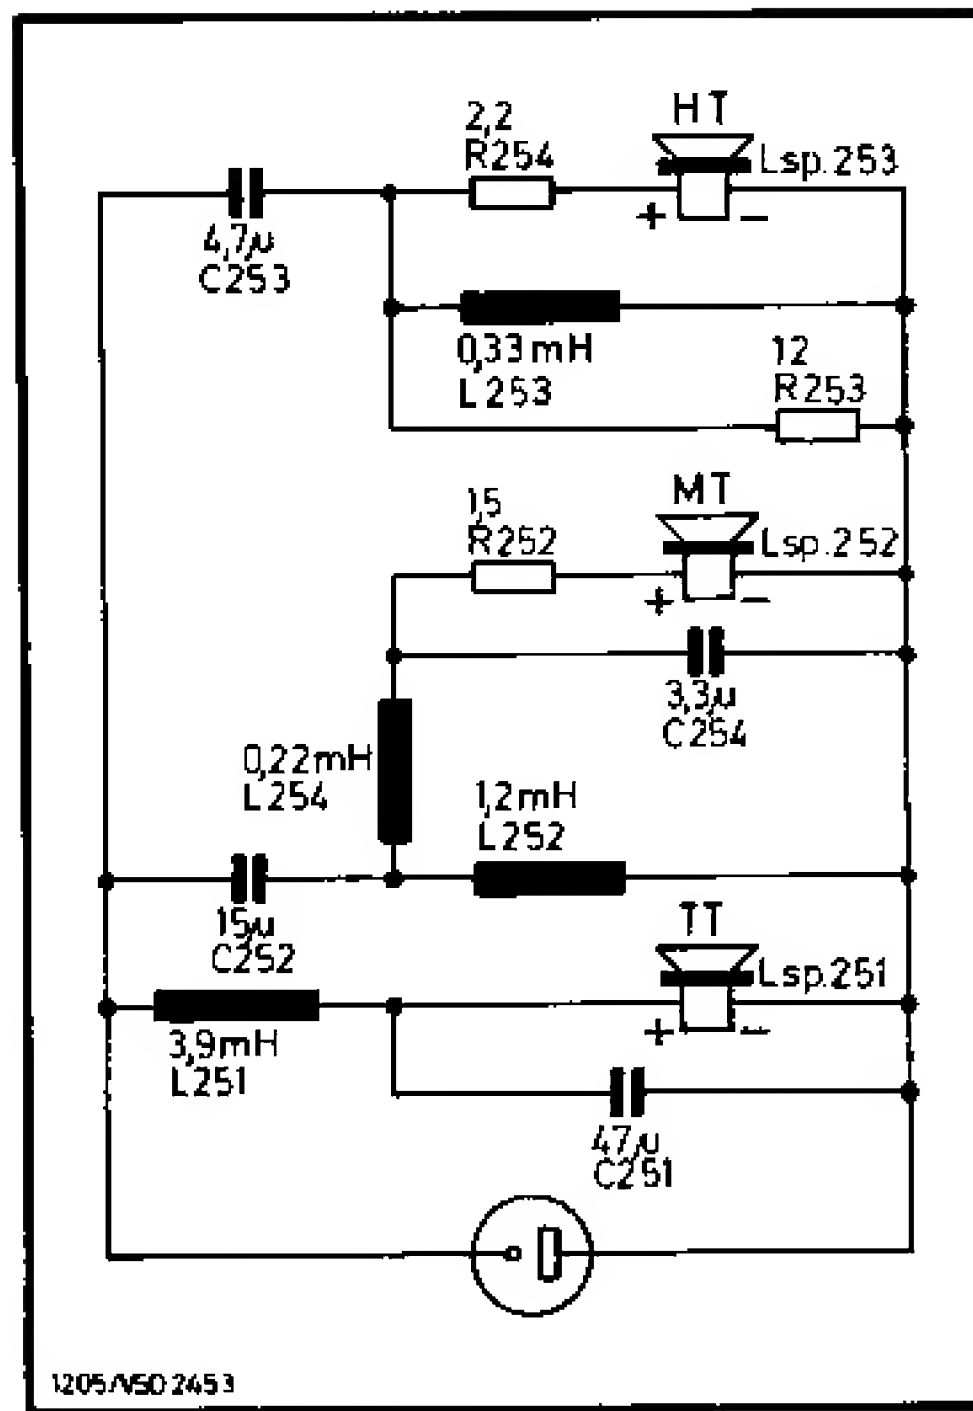 2,2
R254
HT
Lsp.253
+ −
4,7µ
C253
0,33mH
L253
12
R253
1,5
R252
MT
Lsp.252
+ −
3,3µ
C254
0,22mH
L254
1,2mH
L252
15µ
C252
TT
Lsp.251
+ −
3,9mH
L251
47µ
C251
1205/VSD 2453